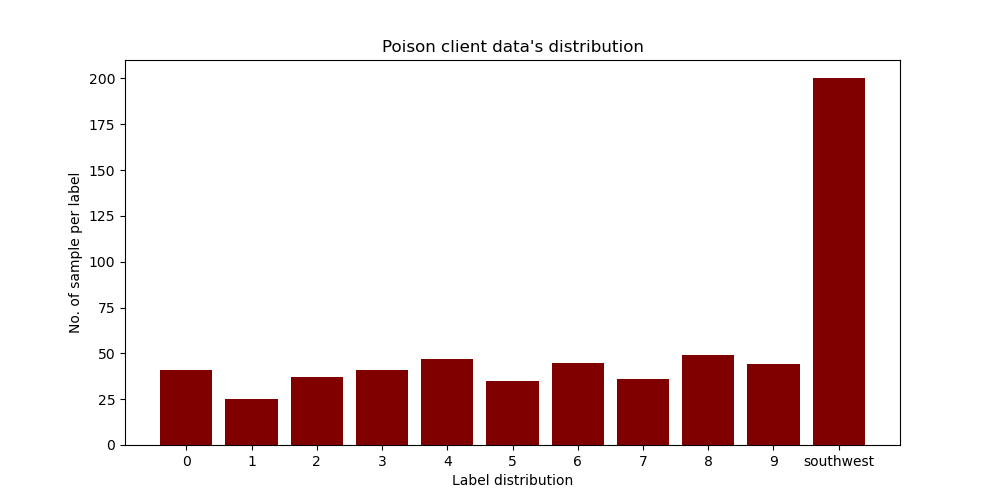 Poison client data's distribution
No. of sample per label
200
175
150
125
100
75
50
25
0
0 1 2 3 4 5 6 7 8 9 southwest
Label distribution